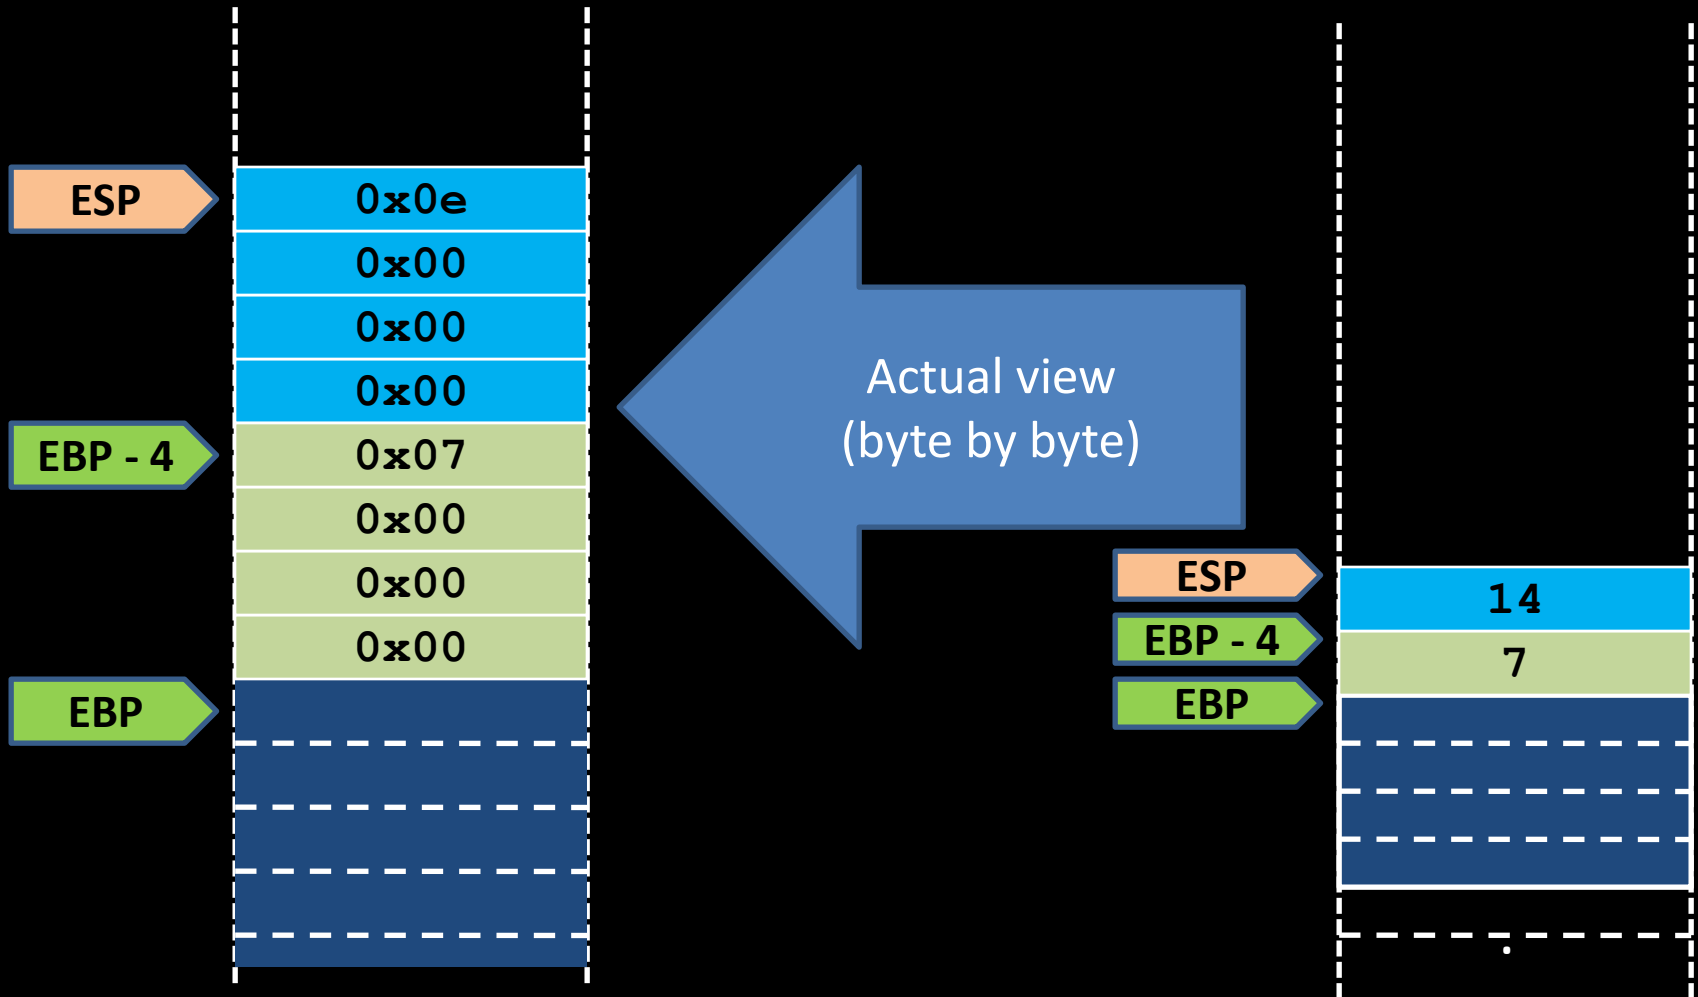 ESP
0x0e
0x00
0x00
0x00
EBP - 4
0x07
0x00
0x00
0x00
EBP
Actual view
(byte by byte)
ESP
14
EBP - 4
7
EBP
.